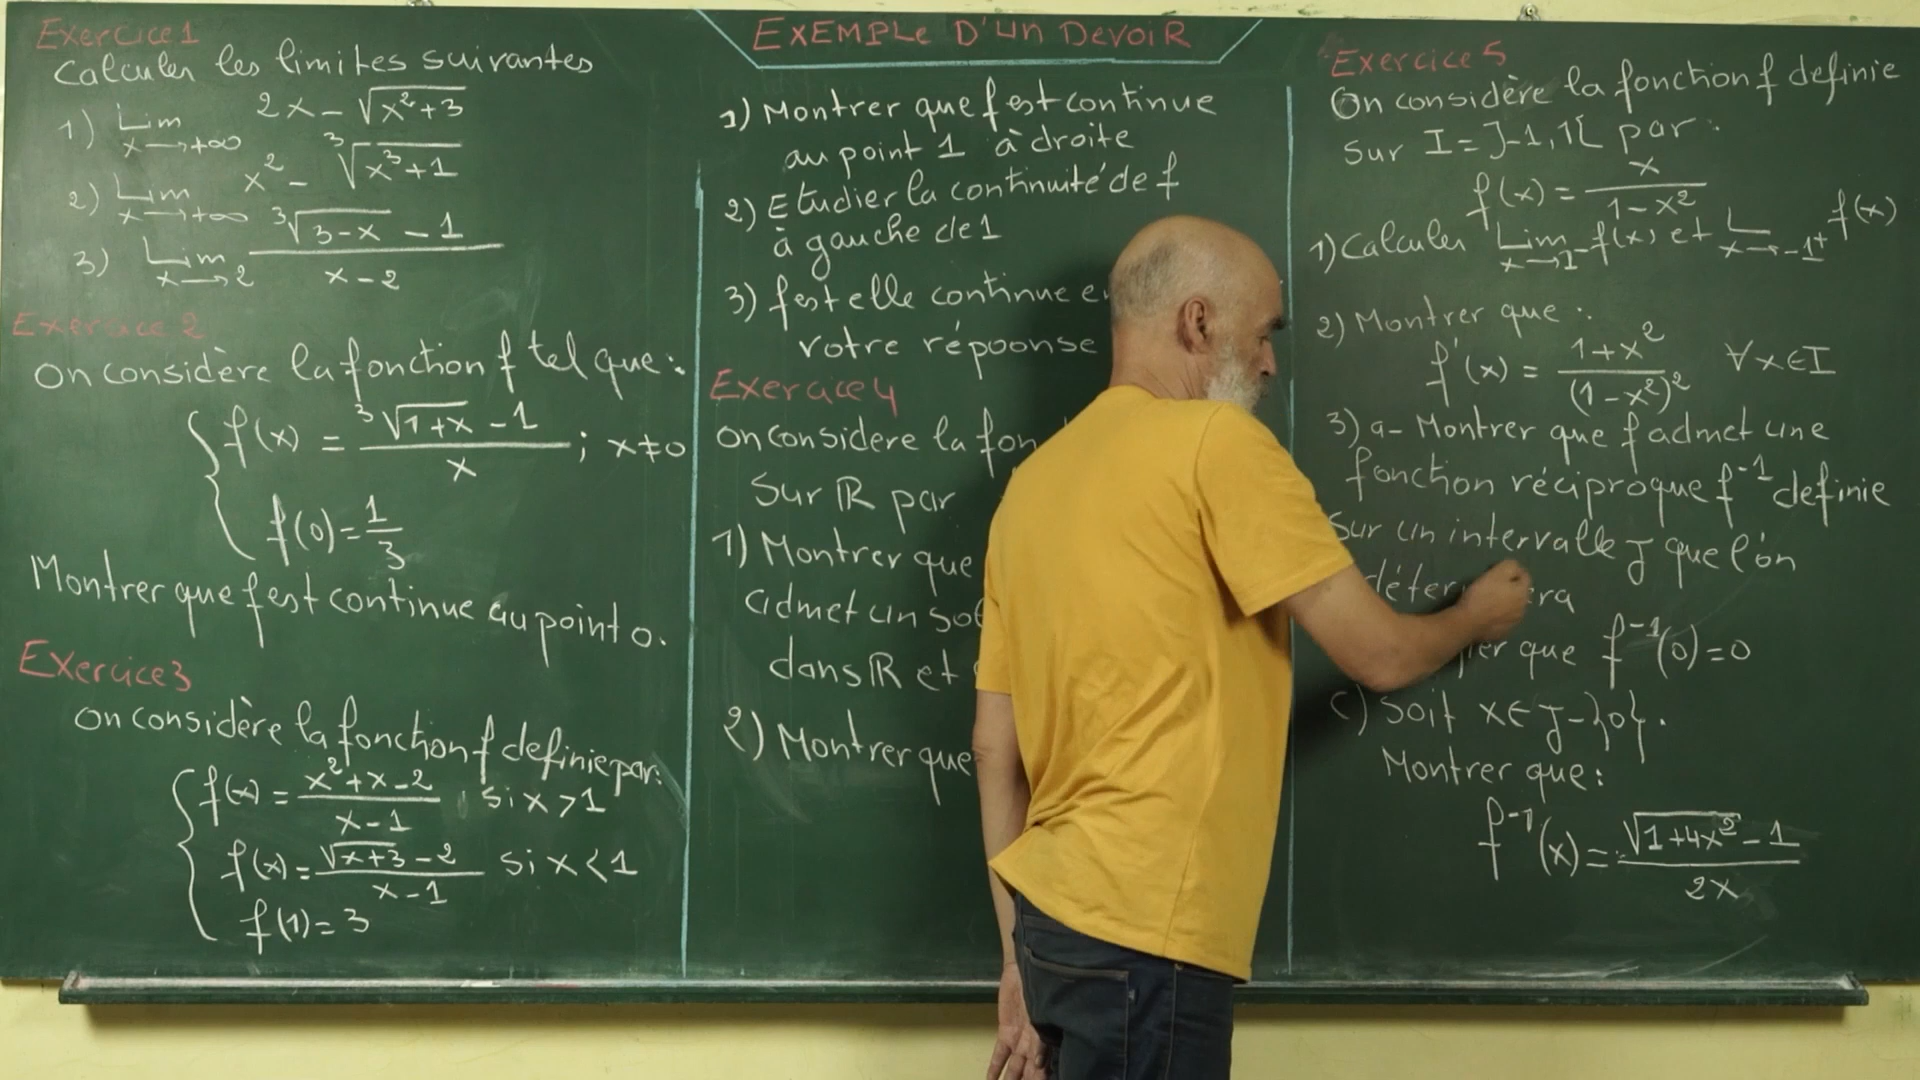 EXEMPLE D'UN DEVOIR
Exercice 1
Calculer les limites suivantes
1) Lim x→+∞ 2x - √(x²+3)
2) Lim x→+∞ x² - ³√(x³+1)
3) Lim x→2 (³√(3-x) - 1)/(x-2)
Exercice 2
On considère la fonction f tel que:
f(x) = (³√(1+x) - 1)/x ; x≠0
f(0) = 1/3
Montrer que f est continue au point 0.
Exercice 3
On considère la fonction f definie par:
f(x) = (x²+x-2)/(x-1) , si x>1
f(x) = (√(x+3) - 2)/(x-1) si x<1
f(1) = 3
1) Montrer que f est continue
au point 1 à droite
2) Etudier la continuité de f
à gauche de 1
3) f est elle continue
votre répoonse
Exercice 4
On considere la
Sur ℝ par
1) Montrer que
admet un
dans ℝ et
2) Montrer que
Exercice 5
On considère la fonction f definie
Sur I = ]-1,1[ par:
f(x) = x/(1-x²)
1) Calculer Lim x→1⁻ f(x) et Lim x→-1⁺ f(x)
2) Montrer que:
f'(x) = (1+x²)/(1-x²)² ∀x∈I
3) a- Montrer que f admet une
fonction réciproque f⁻¹ definie
Sur un intervalle J que l'on
que f⁻¹(0)=0
c) Soit x∈J-}0{.
Montrer que:
f⁻¹(x) = (√(1+4x²) - 1)/2x